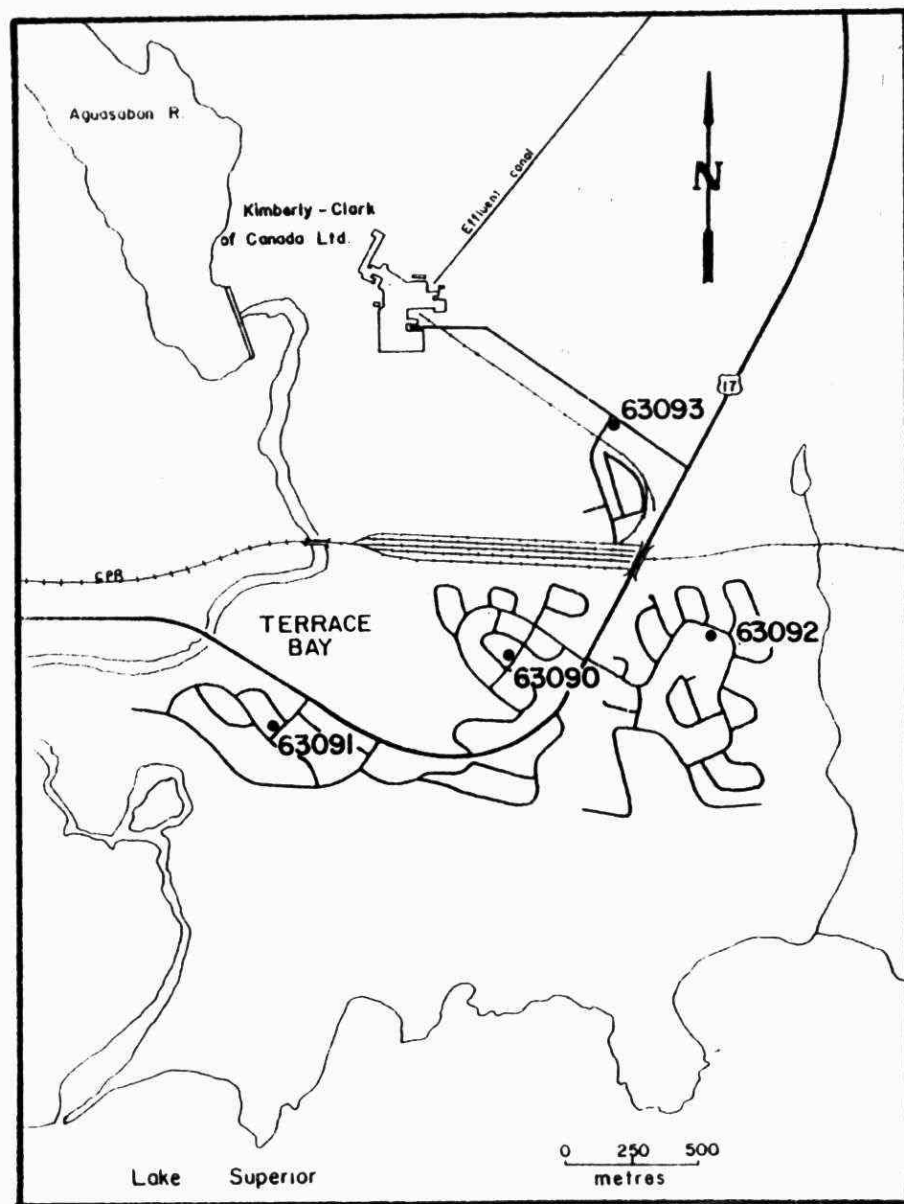 Aguasabon R.
Kimberly - Clark
of Canada Ltd.
Effluent canal
N
17
63093
CPR
TERRACE
BAY
63092
63090
63091
0 250 500
metres
Lake Superior